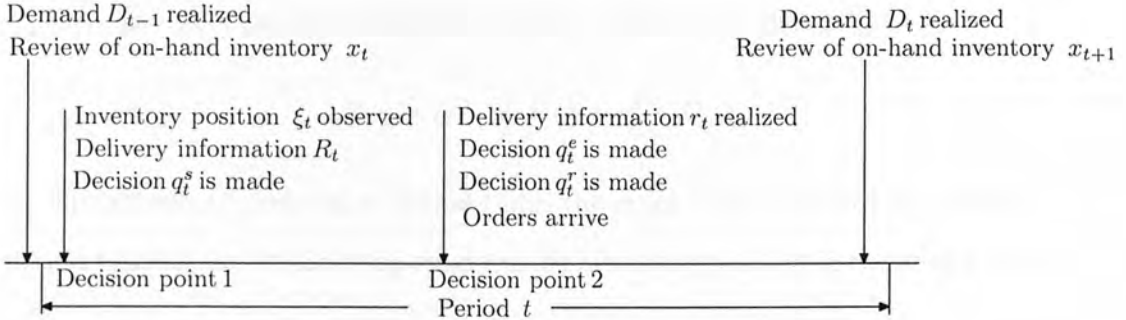 Demand $D_{t-1}$ realized
Review of on-hand inventory $x_t$
Demand $D_t$ realized
Review of on-hand inventory $x_{t+1}$
Inventory position $\xi_t$ observed
Delivery information $R_t$
Decision $q_t^s$ is made
Delivery information $r_t$ realized
Decision $q_t^e$ is made
Decision $q_t^r$ is made
Orders arrive
Decision point 1
Decision point 2
Period $t$